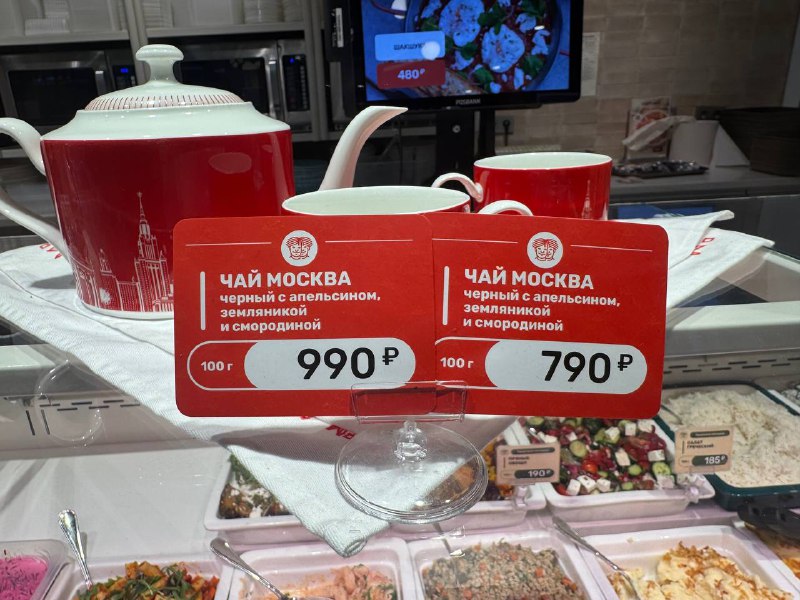 ШАКШУКА
480 ₽
POSBANK
ЧАЙ МОСКВА
черный с апельсином,
земляникой
и смородиной
100 г
990 ₽
ЧАЙ МОСКВА
черный с апельсином,
земляникой
и смородиной
100 г
790 ₽
190
САЛАТ
ГРЕЧЕСКИЙ
185₽